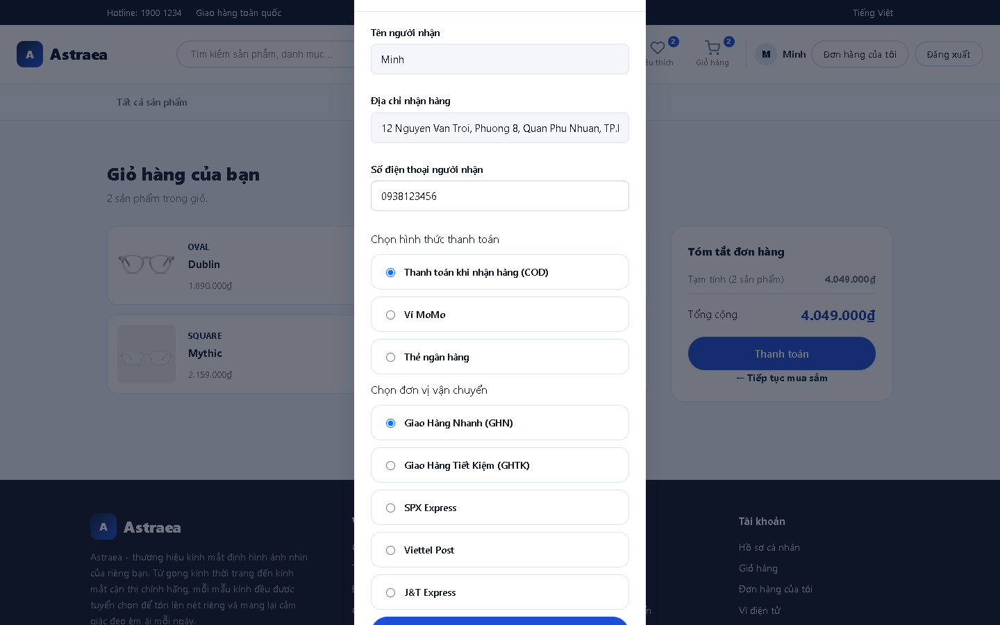 Hotline: 1900 1234
Giao hàng toàn quốc
Tiếng Việt
A
Astraea
Tìm kiếm sản phẩm, danh mục...
2
thích
2
Giỏ hàng
M
Minh
Đơn hàng của tôi
Đăng xuất
Tất cả sản phẩm
Giỏ hàng của bạn
2 sản phẩm trong giỏ.
OVAL
Dublin
1.890.000₫
SQUARE
Mythic
2.159.000₫
Tên người nhận
Minh
Địa chỉ nhận hàng
12 Nguyen Van Troi, Phuong 8, Quan Phu Nhuan, TP.
Số điện thoại người nhận
0938123456
Chọn hình thức thanh toán
Thanh toán khi nhận hàng (COD)
Ví MoMo
Thẻ ngân hàng
Chọn đơn vị vận chuyển
Giao Hàng Nhanh (GHN)
Giao Hàng Tiết Kiệm (GHTK)
SPX Express
Viettel Post
J&T Express
Tóm tắt đơn hàng
Tạm tính (2 sản phẩm)
4.049.000₫
Tổng cộng
4.049.000₫
Thanh toán
← Tiếp tục mua sắm
A
Astraea
Astraea - thương hiệu kính mắt định hình ánh nhìn
của riêng bạn. Từ gọng kính thời trang đến kính
mắt cận thị chính hãng, mỗi mẫu kính đều được
tuyển chọn để tôn lên nét riêng và mang lại cảm
giác đeo êm ái mỗi ngày.
Tài khoản
Hồ sơ cá nhân
Giỏ hàng
Đơn hàng của tôi
Ví điện tử